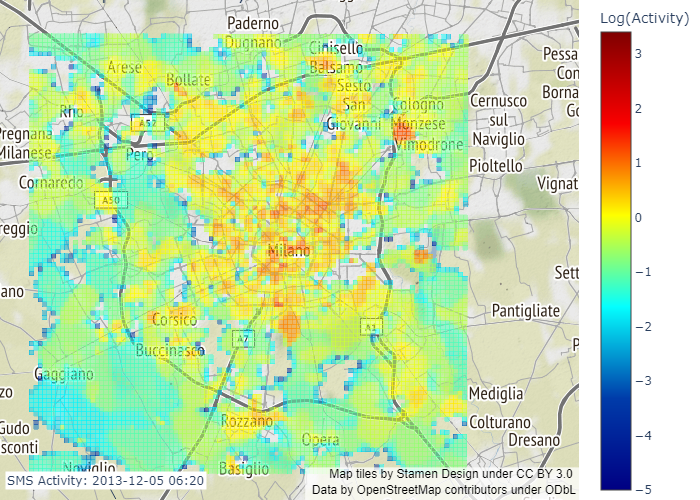 Log(Activity)
Paderno
Dugnano
Cinisello
Balsamo
Arese
Bollate
Sesto
San
Giovanni
Cologno
Monzese
Vimodrone
Rho
A52
Pero
Pregnana
Milanese
Cornaredo
A50
reggio
ano
Cernusco
sul
Naviglio
Pioltello
Pessa
Con
Borna
Go
Vignat
Milano
Sett
Pantigliate
Corsico
Buccinasco
A7
A1
Gaggiano
zzo
Gudo
sconti
Rozzano
Opera
Mediglia
Colturano
Dresano
P
Noviglio
Basiglio
SMS Activity: 2013-12-05 06:20
Map tiles by Stamen Design under CC BY 3.0
Data by OpenStreetMap contributors under ODbL
3
2
1
0
−1
−2
−3
−4
−5